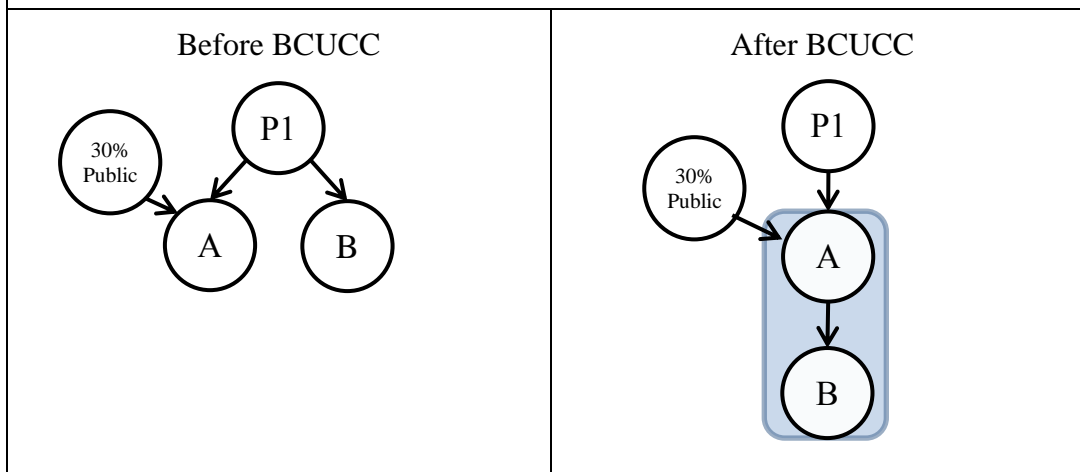 Before BCUCC
P1
30%
Public
A
B
After BCUCC
P1
30%
Public
A
B